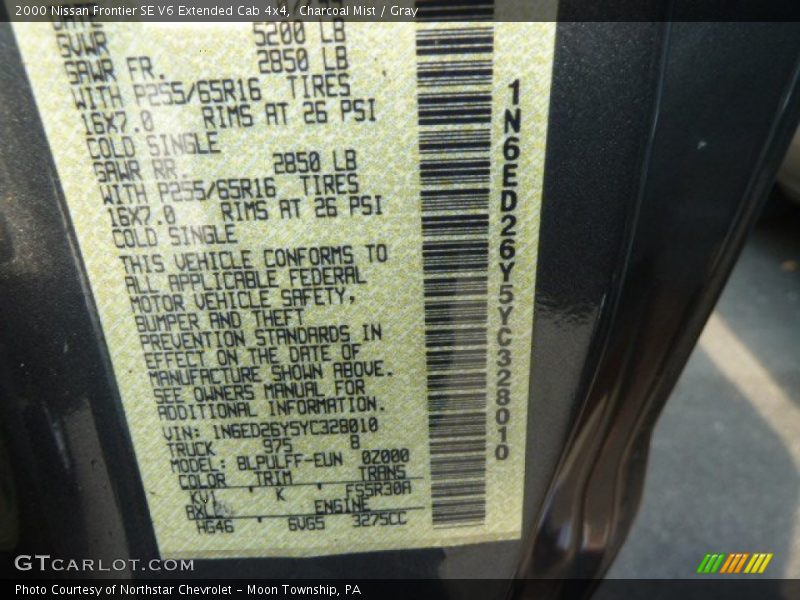 2000 Nissan Frontier SE V6 Extended Cab 4x4, Charcoal Mist / Gray
GVWR 5200 LB
GAWR FR. 2850 LB
WITH P255/65R16 TIRES
16X7.0 RIMS AT 26 PSI
COLD SINGLE
GAWR RR. 2850 LB
WITH P255/65R16 TIRES
16X7.0 RIMS AT 26 PSI
COLD SINGLE
THIS VEHICLE CONFORMS TO
ALL APPLICABLE FEDERAL
MOTOR VEHICLE SAFETY,
BUMPER AND THEFT
PREVENTION STANDARDS IN
EFFECT ON THE DATE OF
MANUFACTURE SHOWN ABOVE.
SEE OWNERS MANUAL FOR
ADDITIONAL INFORMATION.
VIN: 1N6ED26Y5YC328010
TRUCK 975 8
MODEL: BLPULFF-EUN 0Z000
COLOR TRIM TRANS
KV1 K FS5R30A
AXLE ENGINE
HG46 6VG5 3275CC
1N6ED26Y5YC328010
GTCARLOT.COM
Photo Courtesy of Northstar Chevrolet - Moon Township, PA